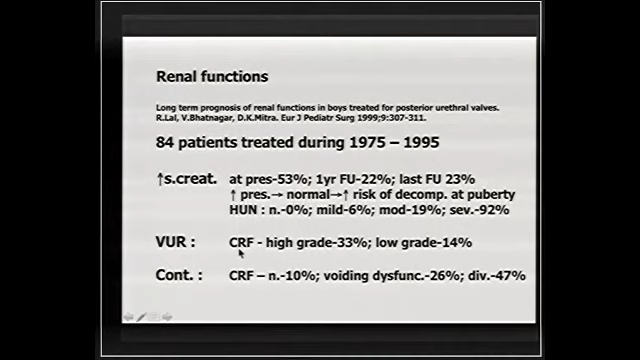 Renal functions
Long term prognosis of renal functions in boys treated for posterior urethral valves.
R.Lal, V.Bhatnagar, D.K.Mitra. Eur J Pediatr Surg 1999;9:307-311.
84 patients treated during 1975 – 1995
↑s.creat. at pres-53%; 1yr FU-22%; last FU 23%
↑ pres.→ normal→↑ risk of decomp. at puberty
HUN : n.-0%; mild-6%; mod-19%; sev.-92%
VUR : CRF - high grade-33%; low grade-14%
Cont. : CRF – n.-10%; voiding dysfunc.-26%; div.-47%